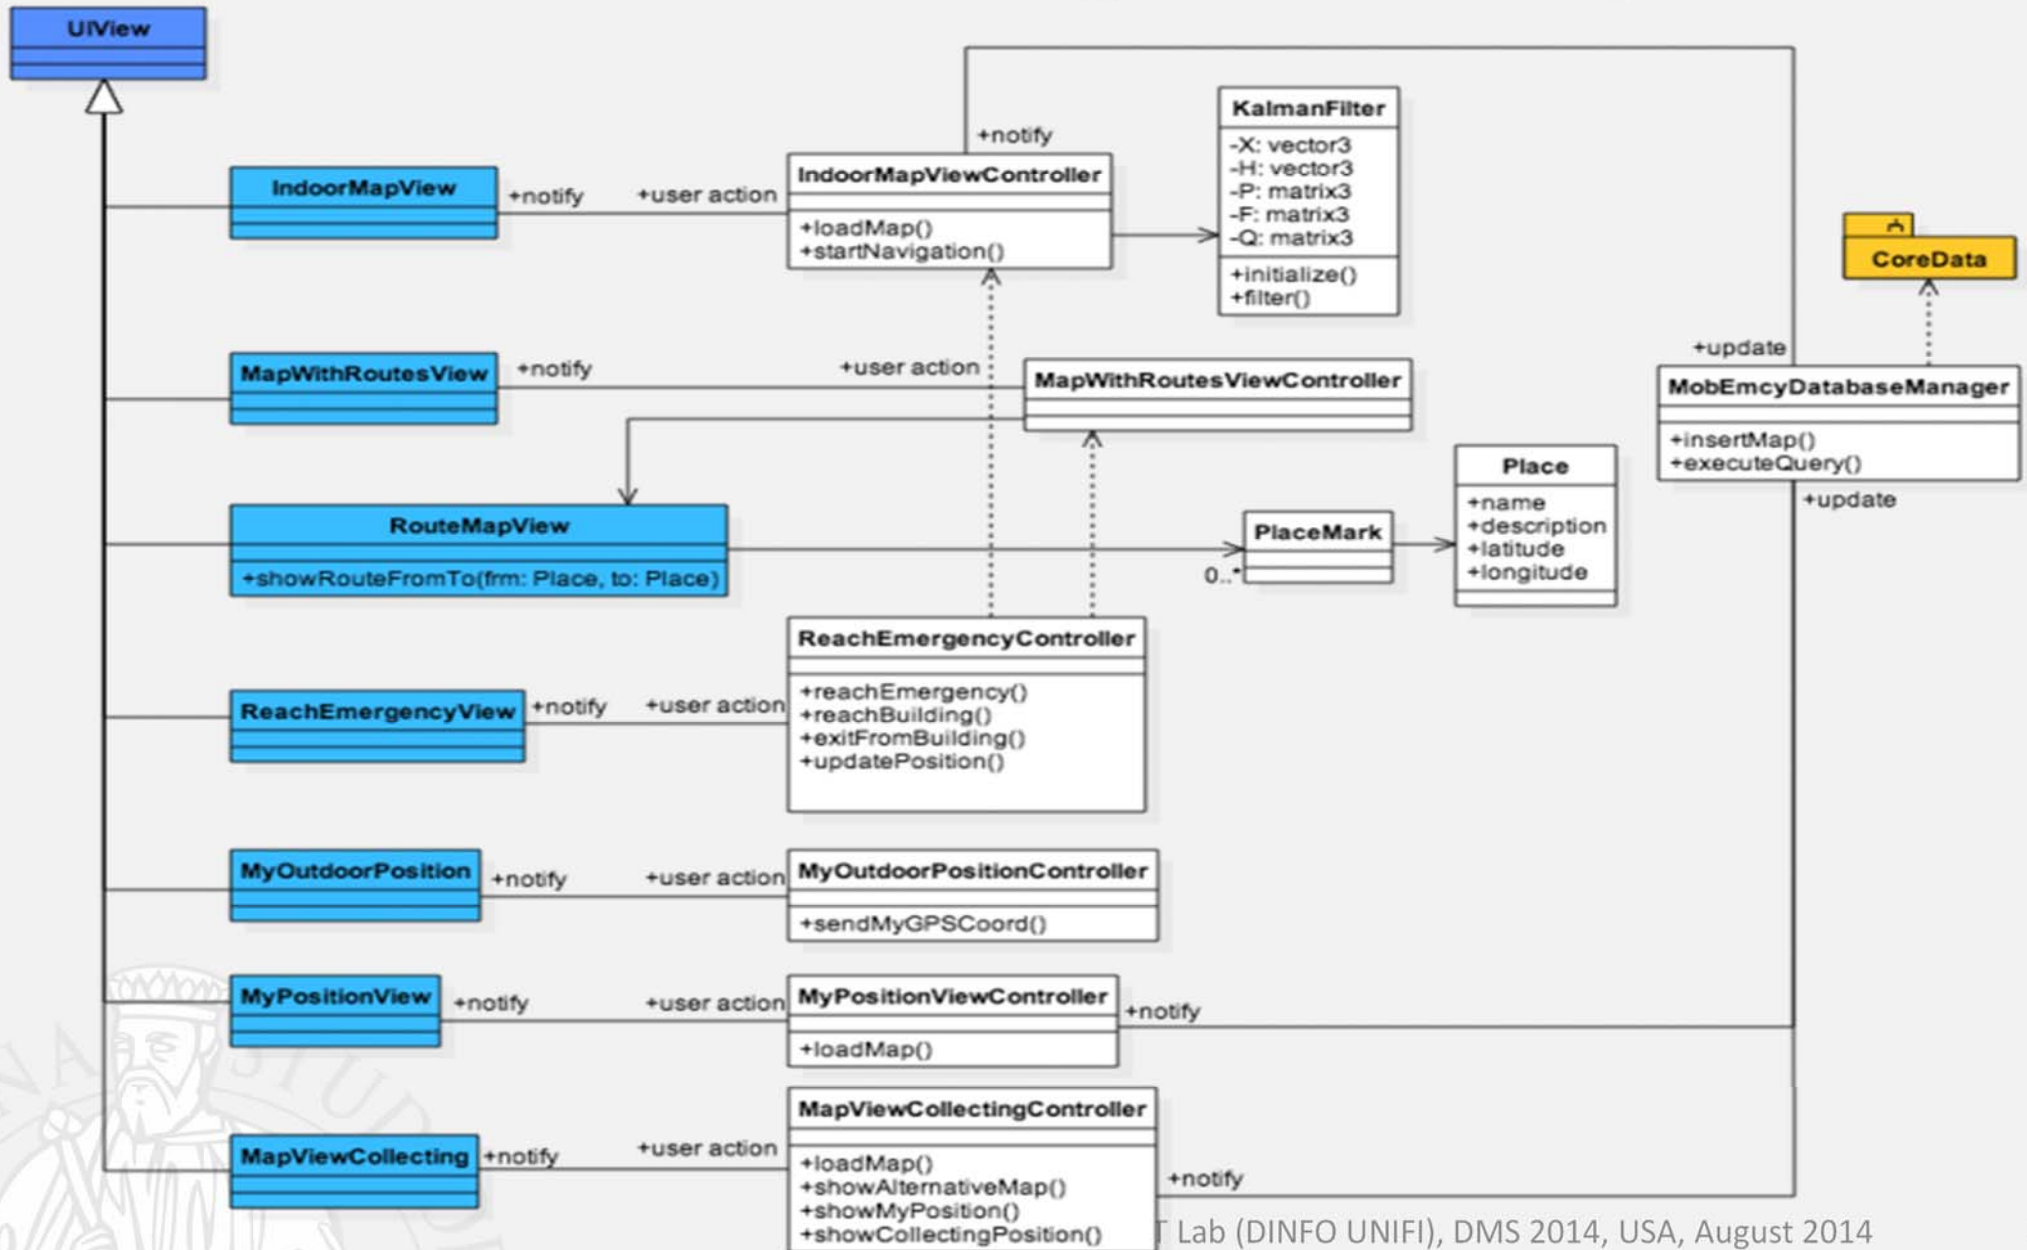 UIView
+notify
KalmanFilter
-X: vector3
-H: vector3
-P: matrix3
-F: matrix3
-Q: matrix3
+initialize()
+filter()
IndoorMapView
+notify
+user action
IndoorMapViewController
+loadMap()
+startNavigation()
CoreData
MapWithRoutesView
+notify
+user action
MapWithRoutesViewController
+update
MobEmcyDatabaseManager
+insertMap()
+executeQuery()
+update
RouteMapView
+showRouteFromTo(frm: Place, to: Place)
0..*
PlaceMark
Place
+name
+description
+latitude
+longitude
ReachEmergencyView
+notify
+user action
ReachEmergencyController
+reachEmergency()
+reachBuilding()
+exitFromBuilding()
+updatePosition()
MyOutdoorPosition
+notify
+user action
MyOutdoorPositionController
+sendMyGPSCoord()
MyPositionView
+notify
+user action
MyPositionViewController
+loadMap()
+notify
MapViewCollecting
+notify
+user action
MapViewCollectingController
+loadMap()
+showAlternativeMap()
+showMyPosition()
+showCollectingPosition()
+notify
T Lab (DINFO UNIFI), DMS 2014, USA, August 2014